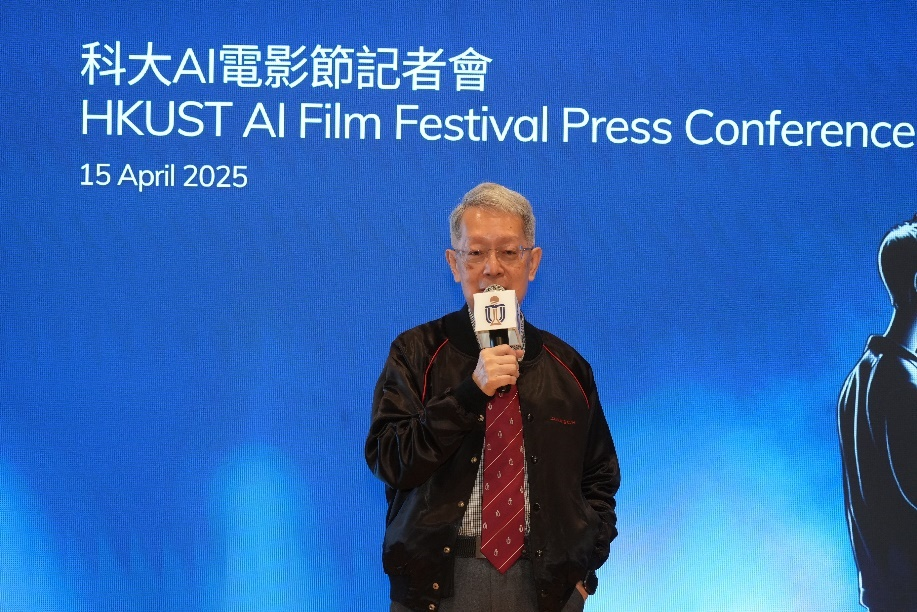 科大AI電影節記者會
HKUST AI Film Festival Press Conference
15 April 2025